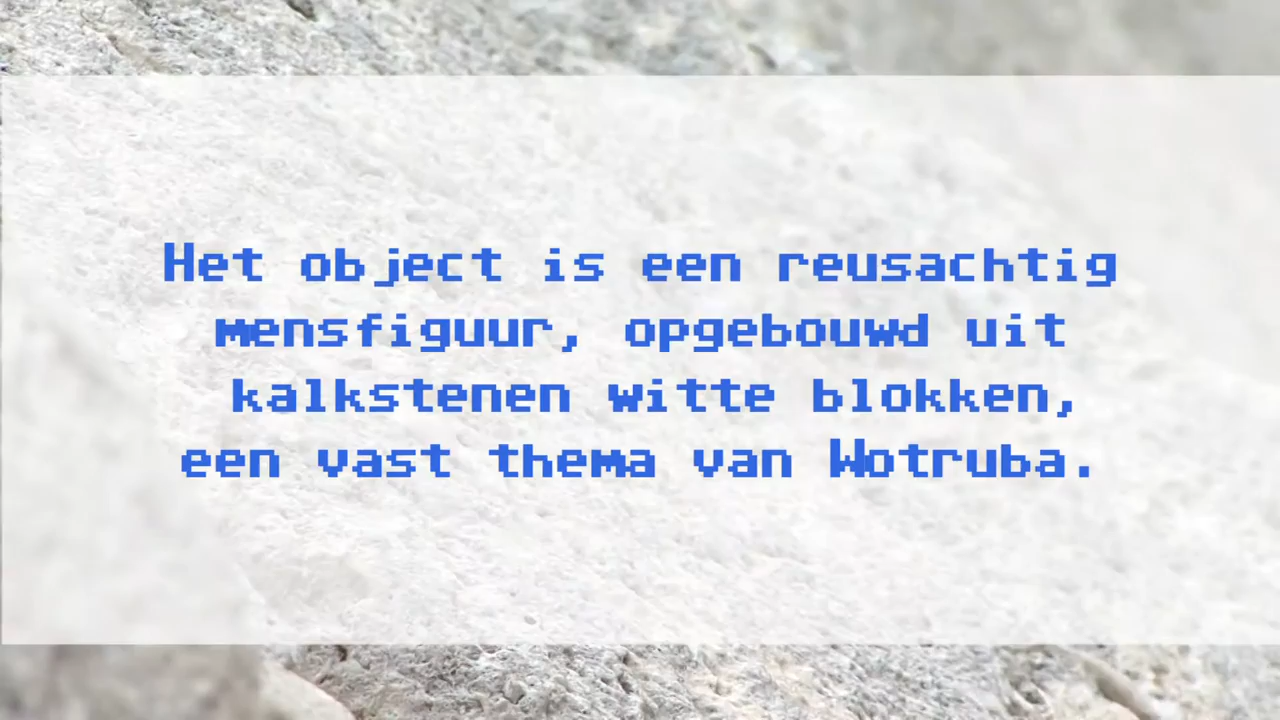 Het object is een reusachtig
mensfiguur, opgebouwd uit
kalkstenen witte blokken,
een vast thema van Wotruba.